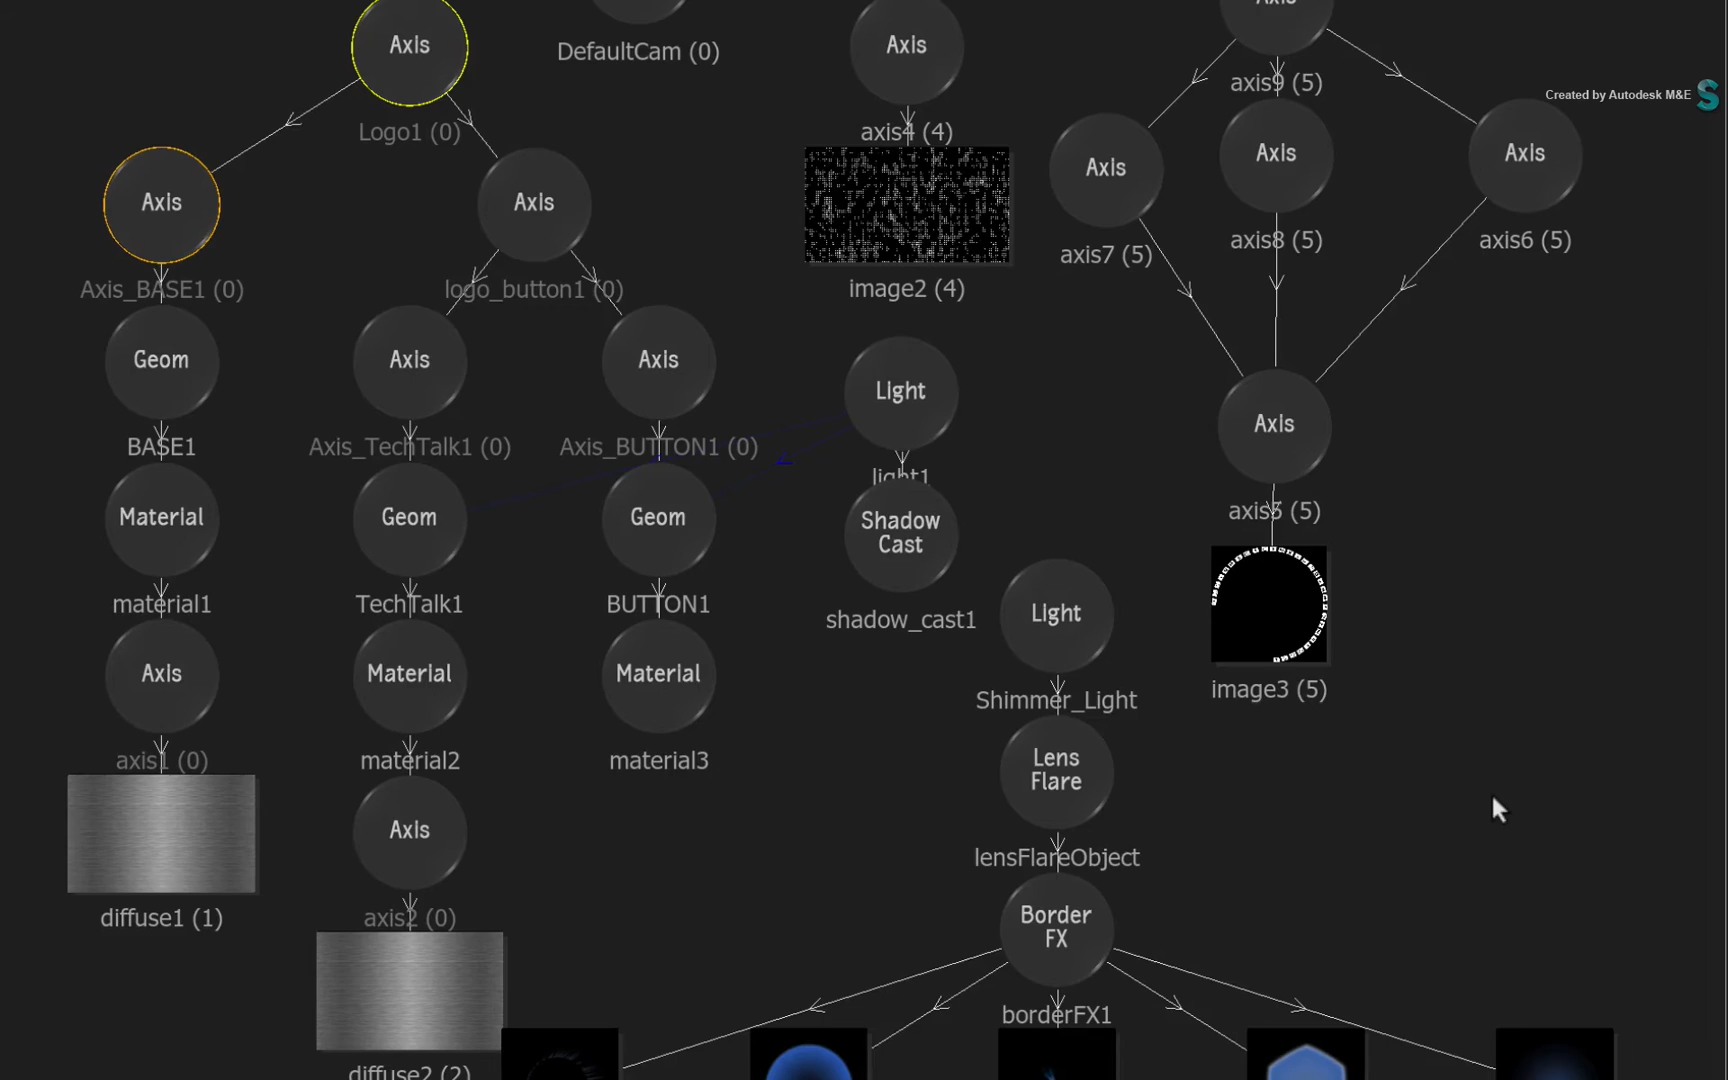 Axis
Axis
Axis
DefaultCam (0)
axis9 (5)
Created by Autodesk M&E
Logo1 (0)
axis4 (4)
Axis
Axis
Axis
Axis
Axis
axis7 (5)
axis8 (5)
axis6 (5)
Axis_BASE1 (0)
logo_button1 (0)
image2 (4)
Geom
Axis
Axis
Light
Axis
BASE1
Axis_TechTalk1 (0)
Axis_BUTTON1 (0)
light1
Material
Geom
Geom
Shadow
Cast
axis5 (5)
material1
TechTalk1
BUTTON1
shadow_cast1
Light
Axis
Material
Material
Shimmer_Light
image3 (5)
axis1 (0)
material2
material3
Lens
Flare
Axis
lensFlareObject
diffuse1 (1)
axis2 (0)
Border
FX
borderFX1
diffuse2 (2)